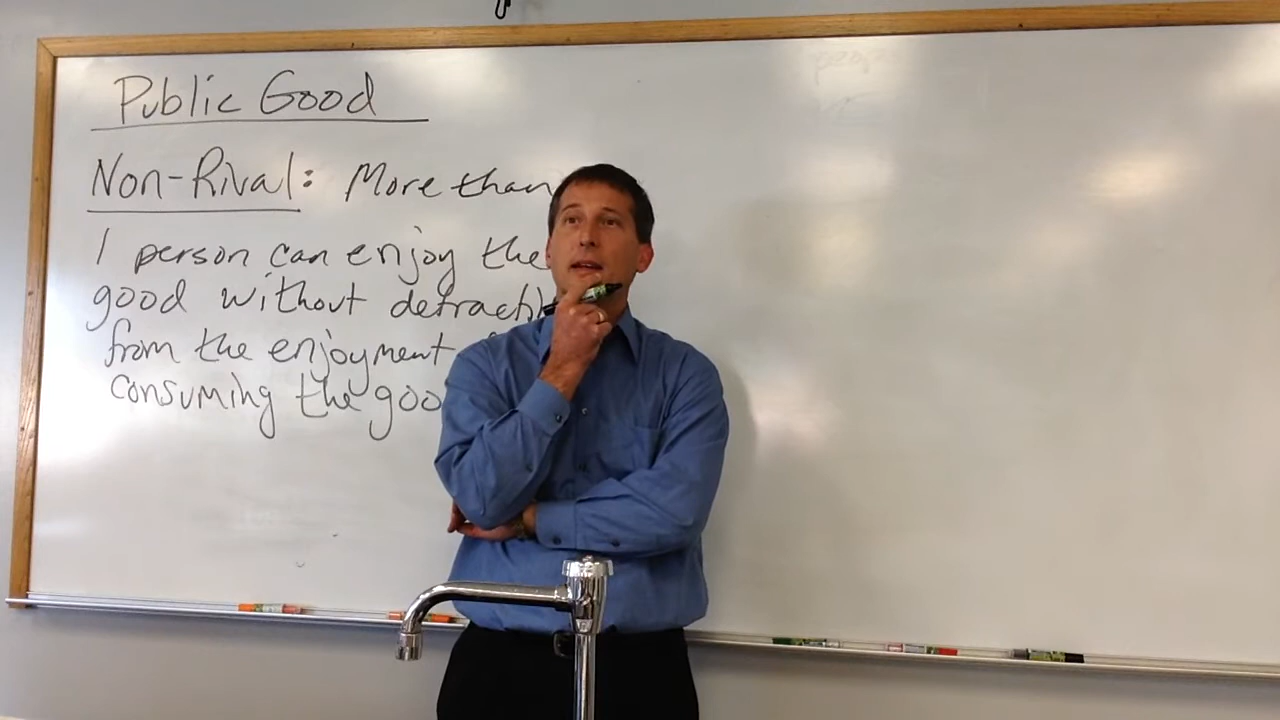 Public Good
Non-Rival: More than
1 person can enjoy the
good without detracti
from the enjoyment
consuming the goo